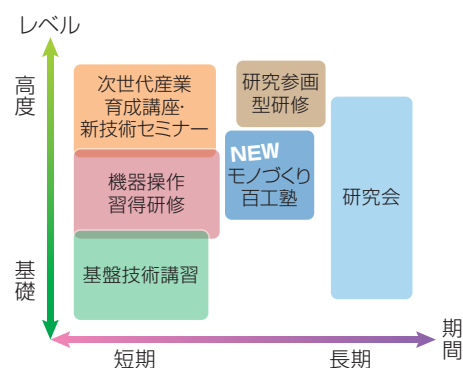 レベル
高度
次世代産業
育成講座・
新技術セミナー
研究参画
型研修
機器操作
習得研修
NEW
モノづくり
百工塾
研究会
基盤技術講習
基礎
短期
長期
期間